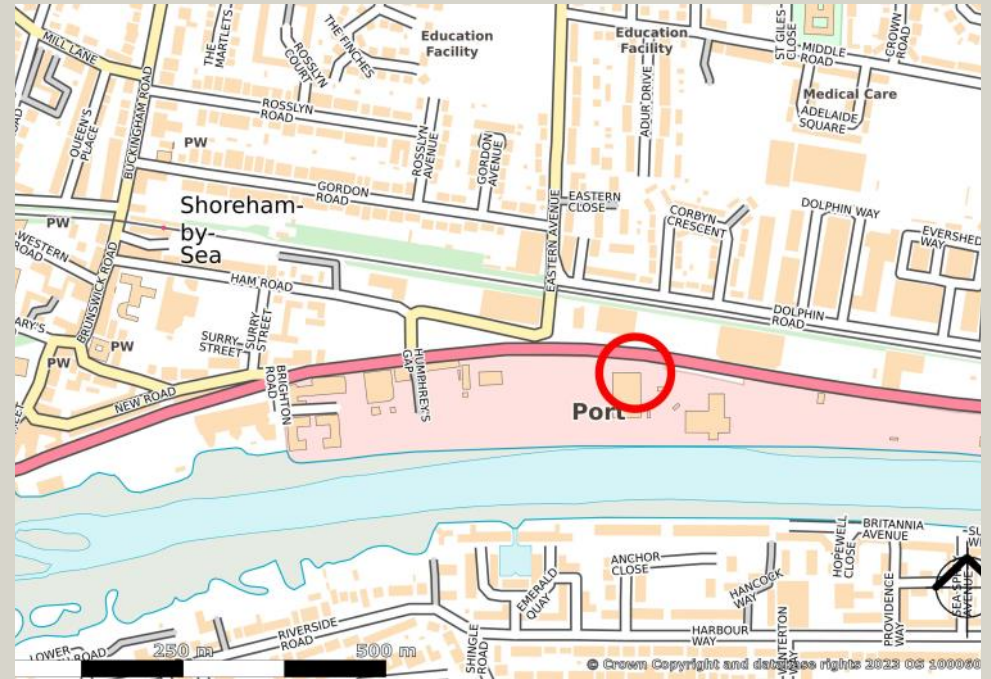 MILL LANE
THE
MARTLETS
THE FINCHES
ROSSLYN
COURT
Education
Facility
Education
Facility
ST GILES
CLOSE
MIDDLE
ROAD
CROWN
ROAD
Medical Care
ADELAIDE
SQUARE
QUEEN'S
PLACE
BUCKINGHAM ROAD
ROSSLYN
ROAD
ROSSLYN
AVENUE
GORDON
AVENUE
ADUR DRIVE
PW
GORDON
ROAD
EASTERN
CLOSE
EASTERN AVENUE
CORBYN
CRESCENT
DOLPHIN WAY
EVERSHED
WAY
Shoreham-
by-
Sea
PW
WESTERN
ROAD
BRUNSWICK ROAD
HAM ROAD
DOLPHIN
ROAD
ARY'S
SURRY
STREET
SURRY
STREET
PW
PW
HUMPHREY'S
GAP
BRIGHTON
ROAD
NEW ROAD
Port
BRITANNIA
AVENUE
HOPEWELL
CLOSE
ANCHOR
CLOSE
EMERALD
QUAY
HANCOCK
WAY
PROVIDENCE
WAY
AVENUE
RIVERSIDE
ROAD
HARBOUR
WAY
SHINGLE
ROAD
LOWER
ROAD
250 m
500 m
© Crown Copyright and database rights 2023 OS 100060